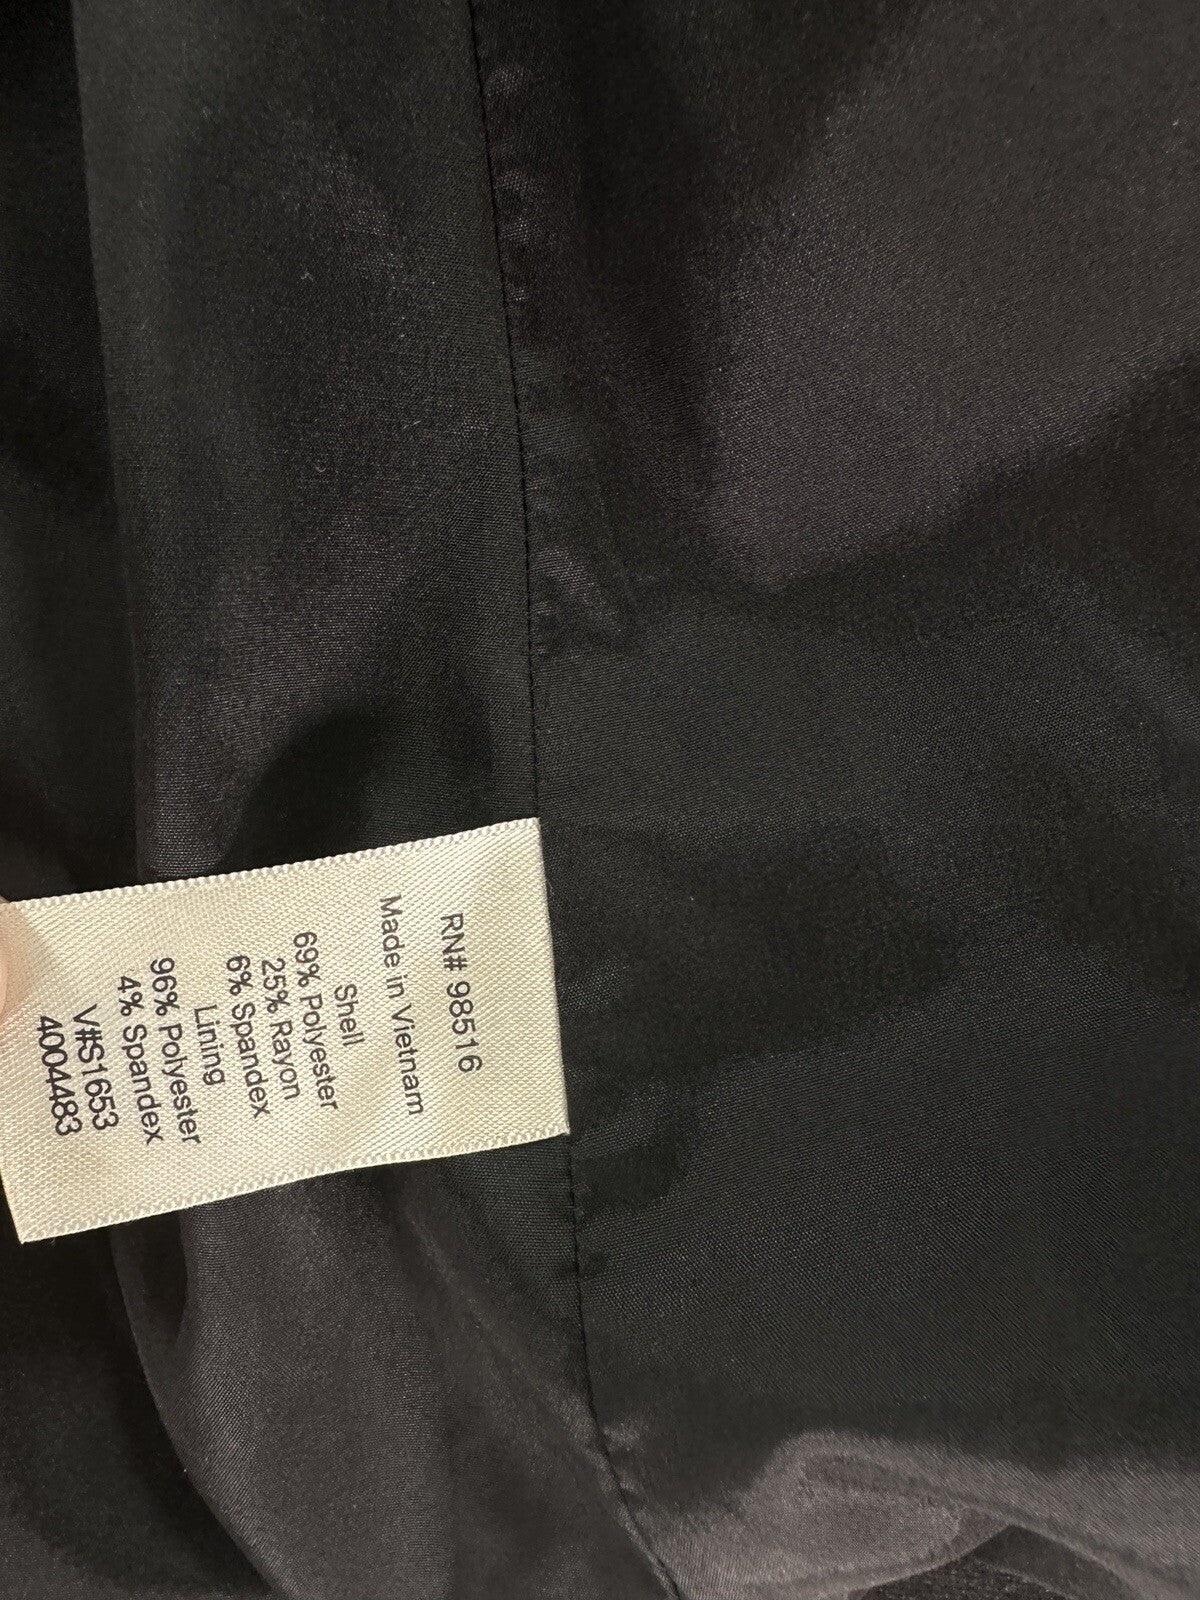 RN# 98516
Made in Vietnam
Shell
69% Polyester
25% Rayon
6% Spandex
Lining
96% Polyester
4% Spandex
V#S1653
4004483